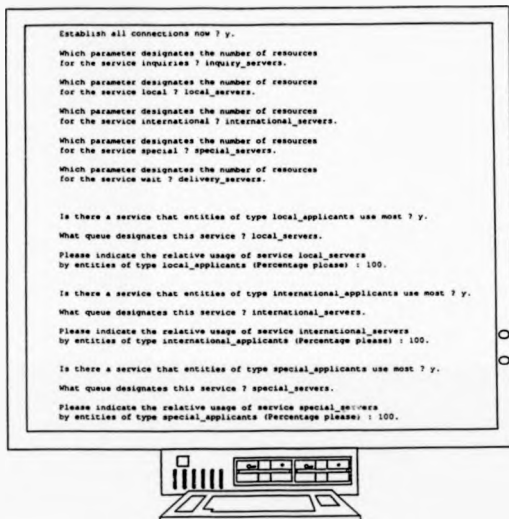 Establish all connections now ? y.
Which parameter designates the number of resources
for the service inquiries ? inquiry_servers.
Which parameter designates the number of resources
for the service local ? local_servers.
Which parameter designates the number of resources
for the service international ? international_servers.
Which parameter designates the number of resources
for the service special ? special_servers.
Which parameter designates the number of resources
for the service wait ? delivery_servers.
Is there a service that entities of type local_applicants use most ? y.
What queue designates this service ? local_servers.
Please indicate the relative usage of service local_servers
by entities of type local_applicants (Percentage please) : 100.
Is there a service that entities of type international_applicants use most ? y.
What queue designates this service ? international_servers.
Please indicate the relative usage of service international_servers
by entities of type international_applicants (Percentage please) : 100.
Is there a service that entities of type special_applicants use most ? y.
What queue designates this service ? special_servers.
Please indicate the relative usage of service special_servers
by entities of type special_applicants (Percentage please) : 100.